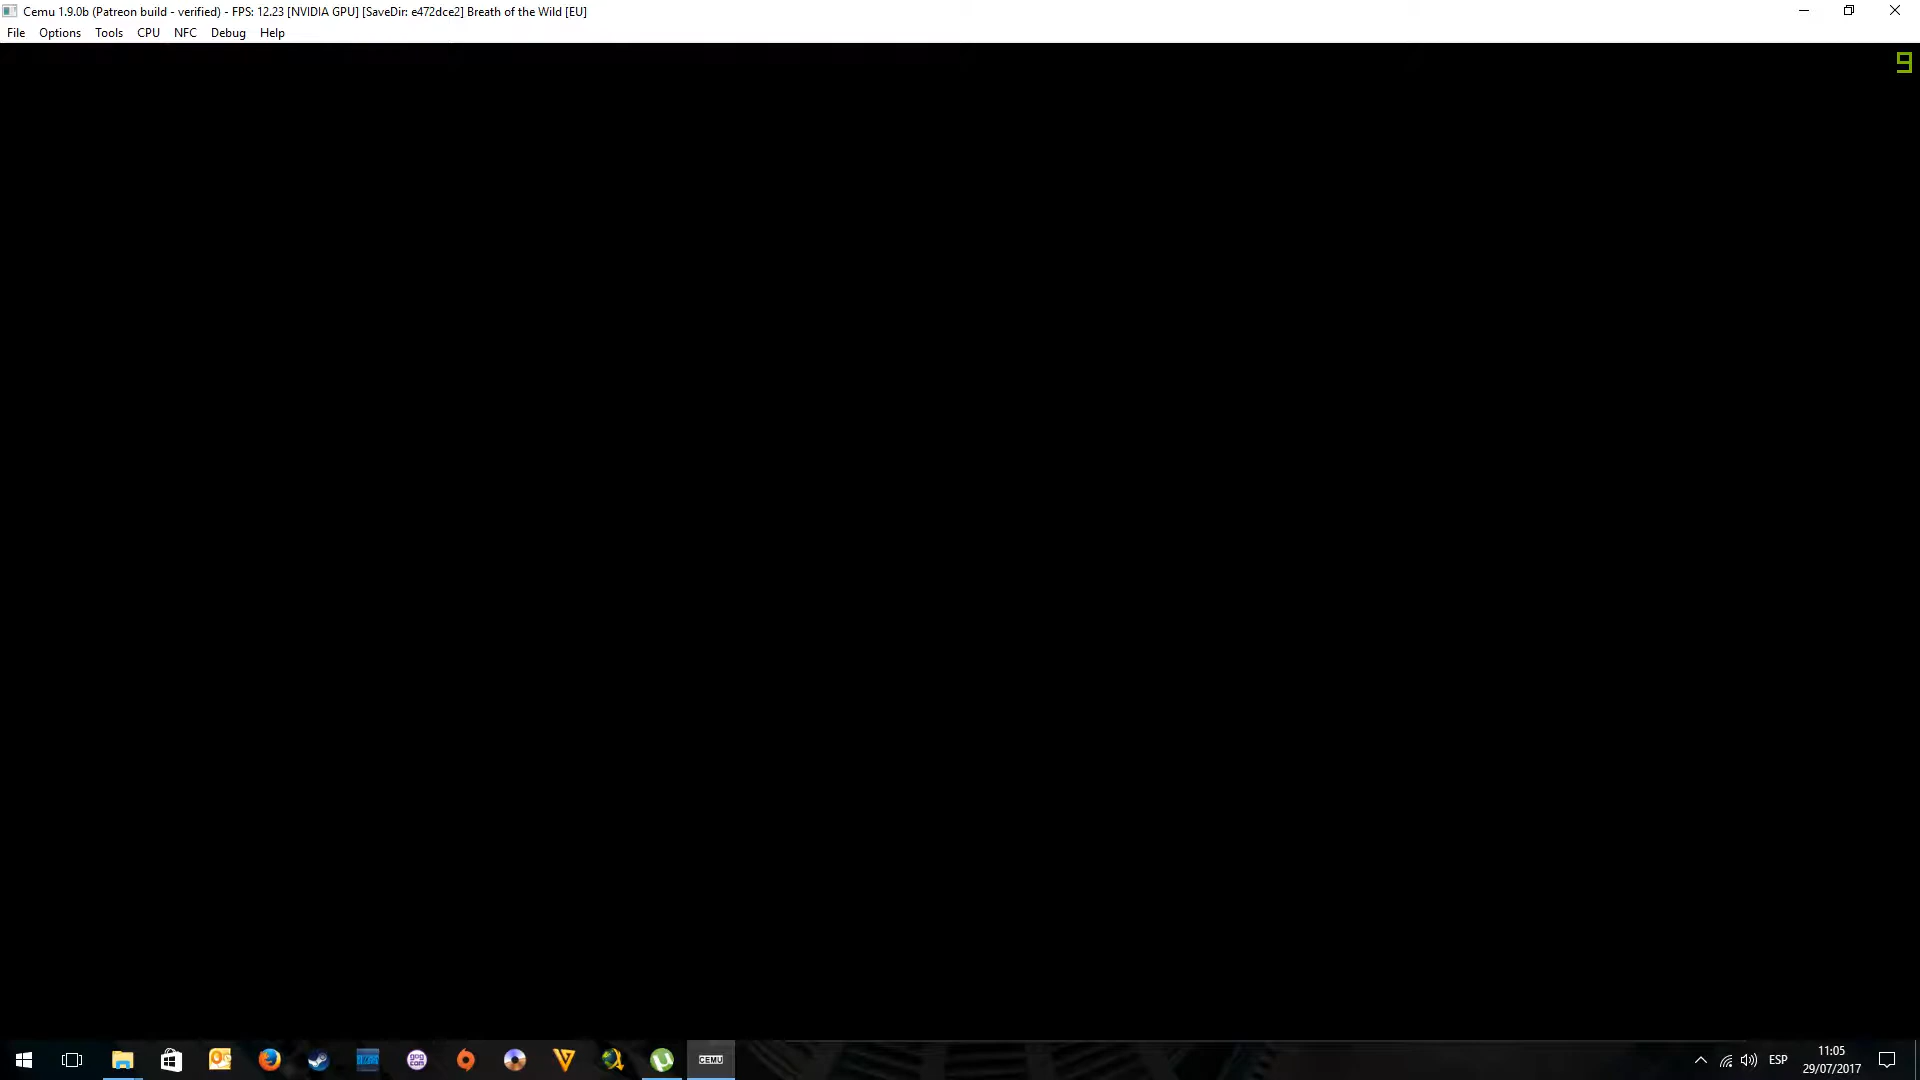 Cemu 1.9.0b (Patreon build - verified) - FPS: 12.23 [NVIDIA GPU] [SaveDir: e472dce2] Breath of the Wild [EU]
File Options Tools CPU NFC Debug Help
9
CEMU
ESP
11:05
29/07/2017